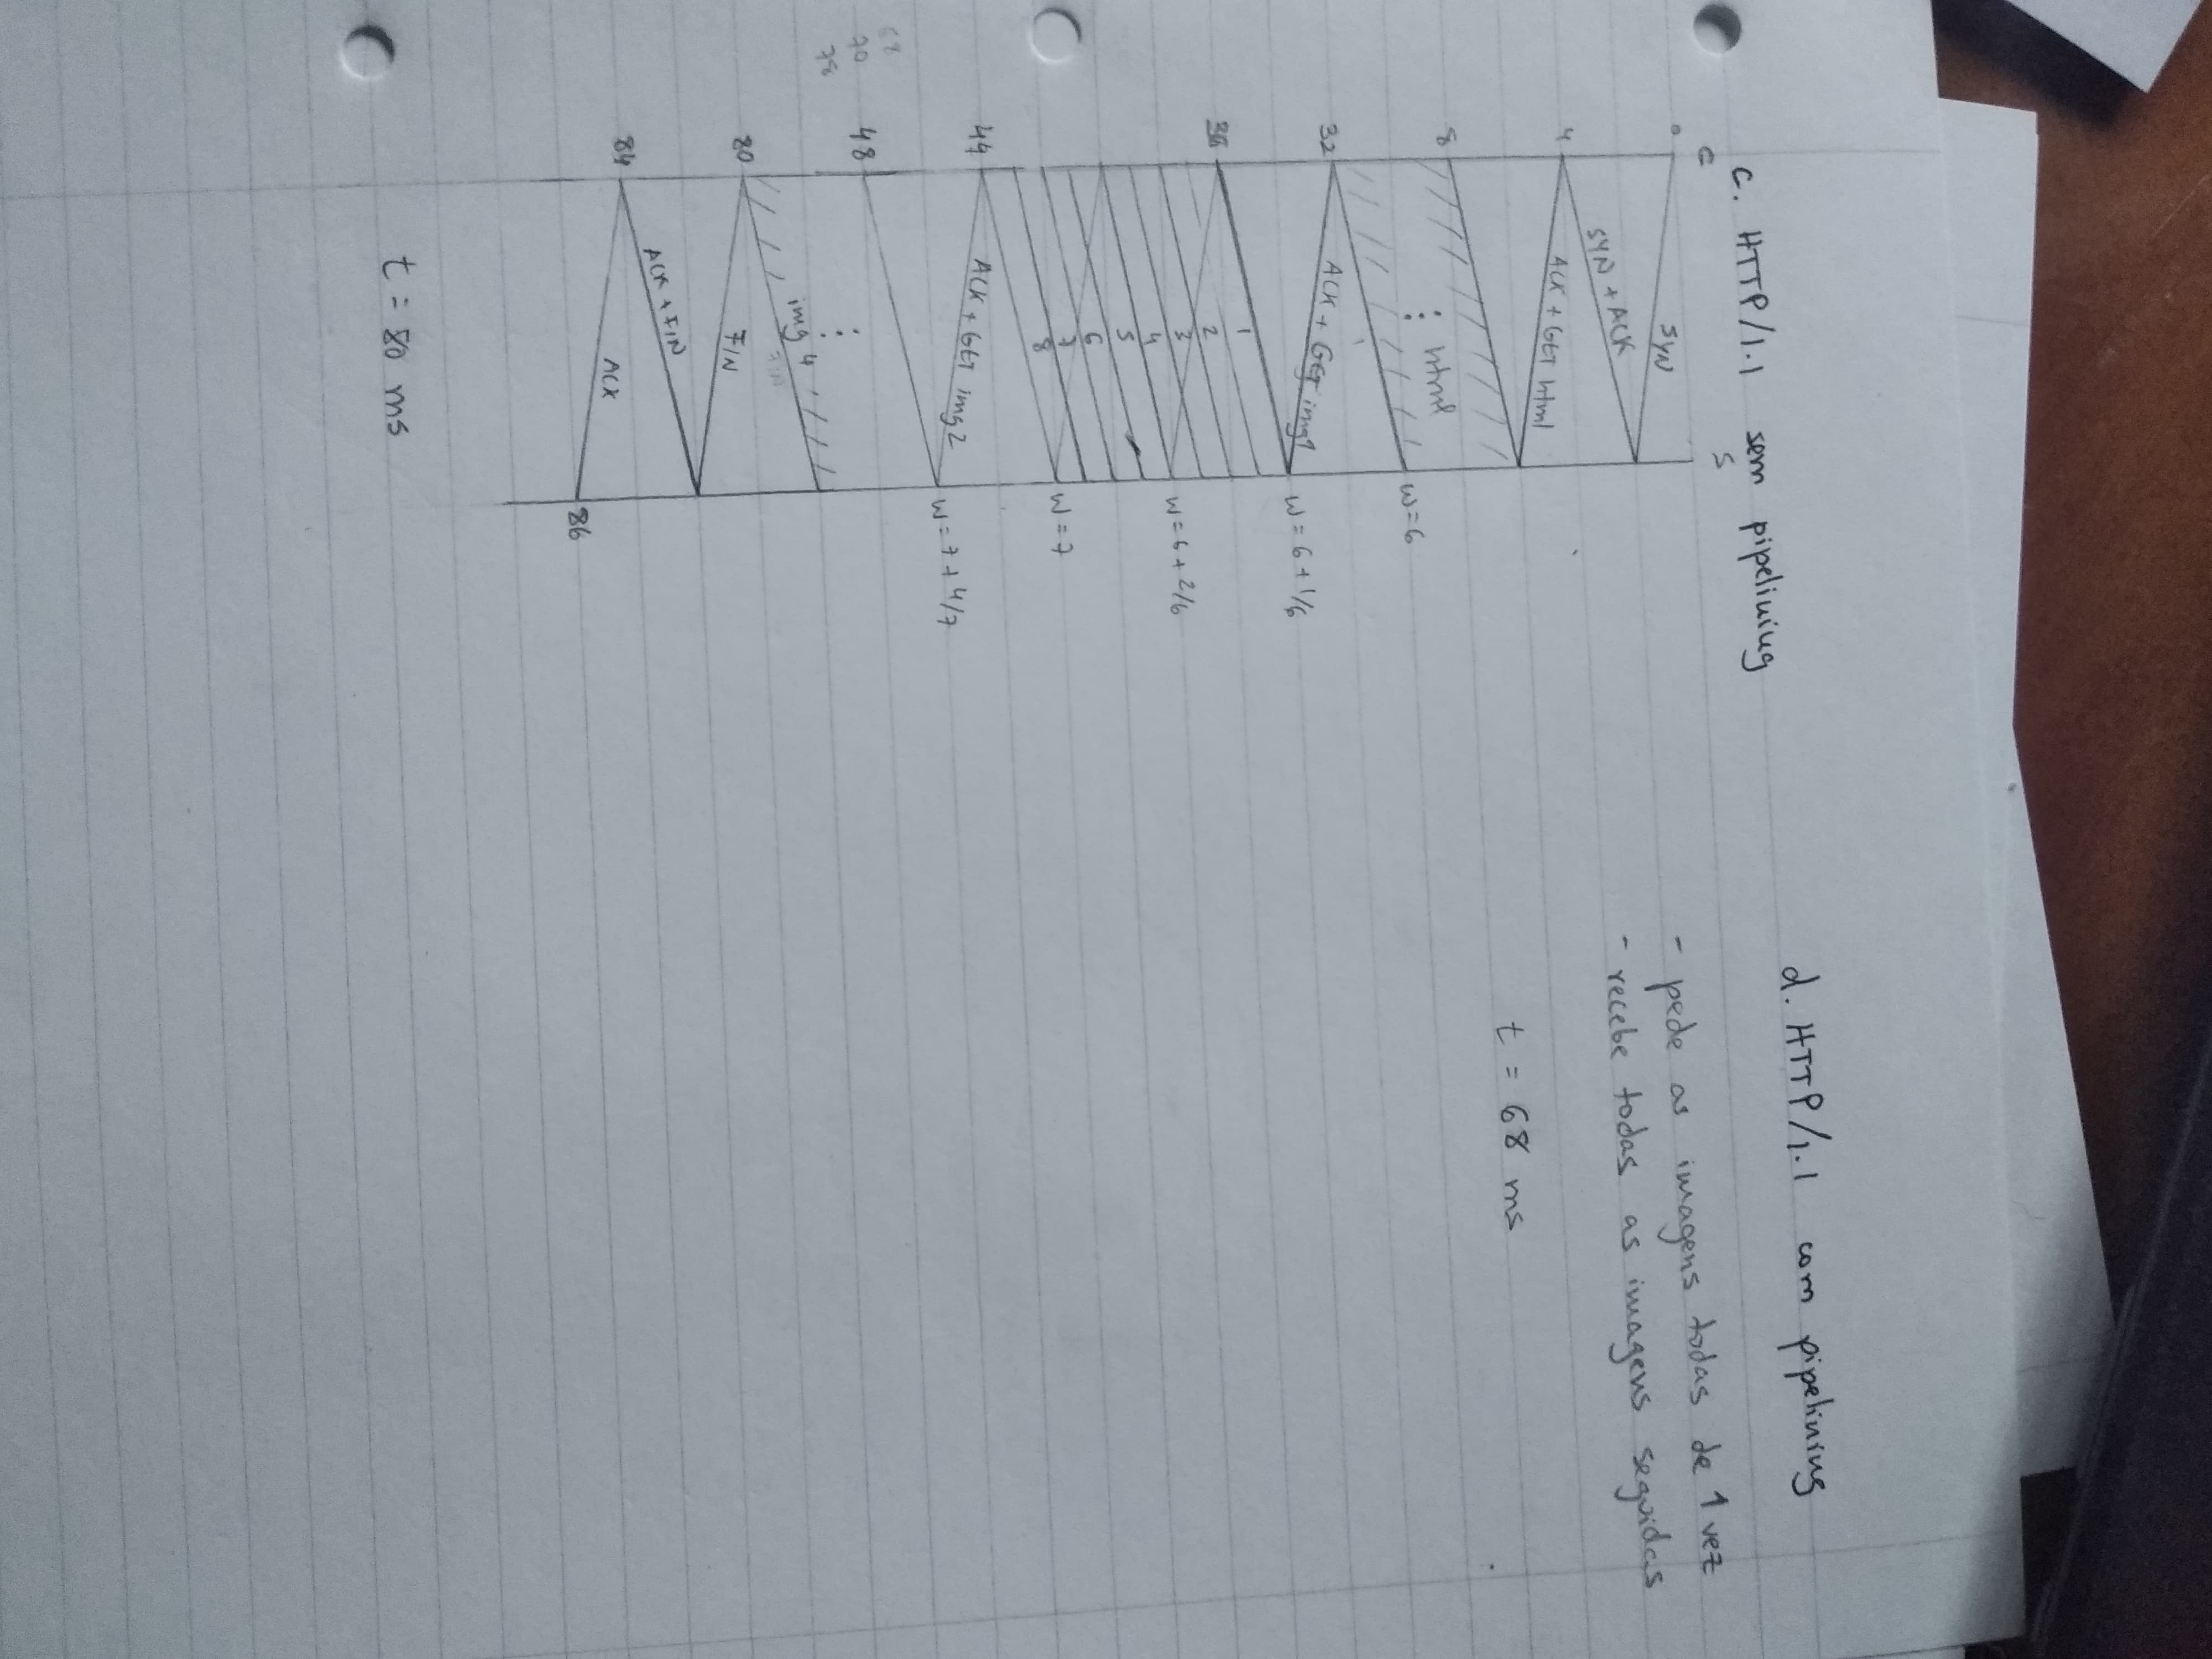 c. HTTP/1.1 sem pipelining
C
S
0
SYN
SYN + ACK
4
ACK + GET html
8
html
W=6
32
ACK + GET img1
W = 6 + 1/6
36
1
2
3
W = 6 + 2/6
4
5
6
7
8
W = 7
44
ACK + GET img2
W = 7 + 4/7
68
70
78
48
img 4
FIN
80
FIN
ACK + FIN
84
ACK
86
t = 80 ms
d. HTTP/1.1 com pipelining
- pede as imagens todas de 1 vez
- recebe todas as imagens seguidas
t = 68 ms